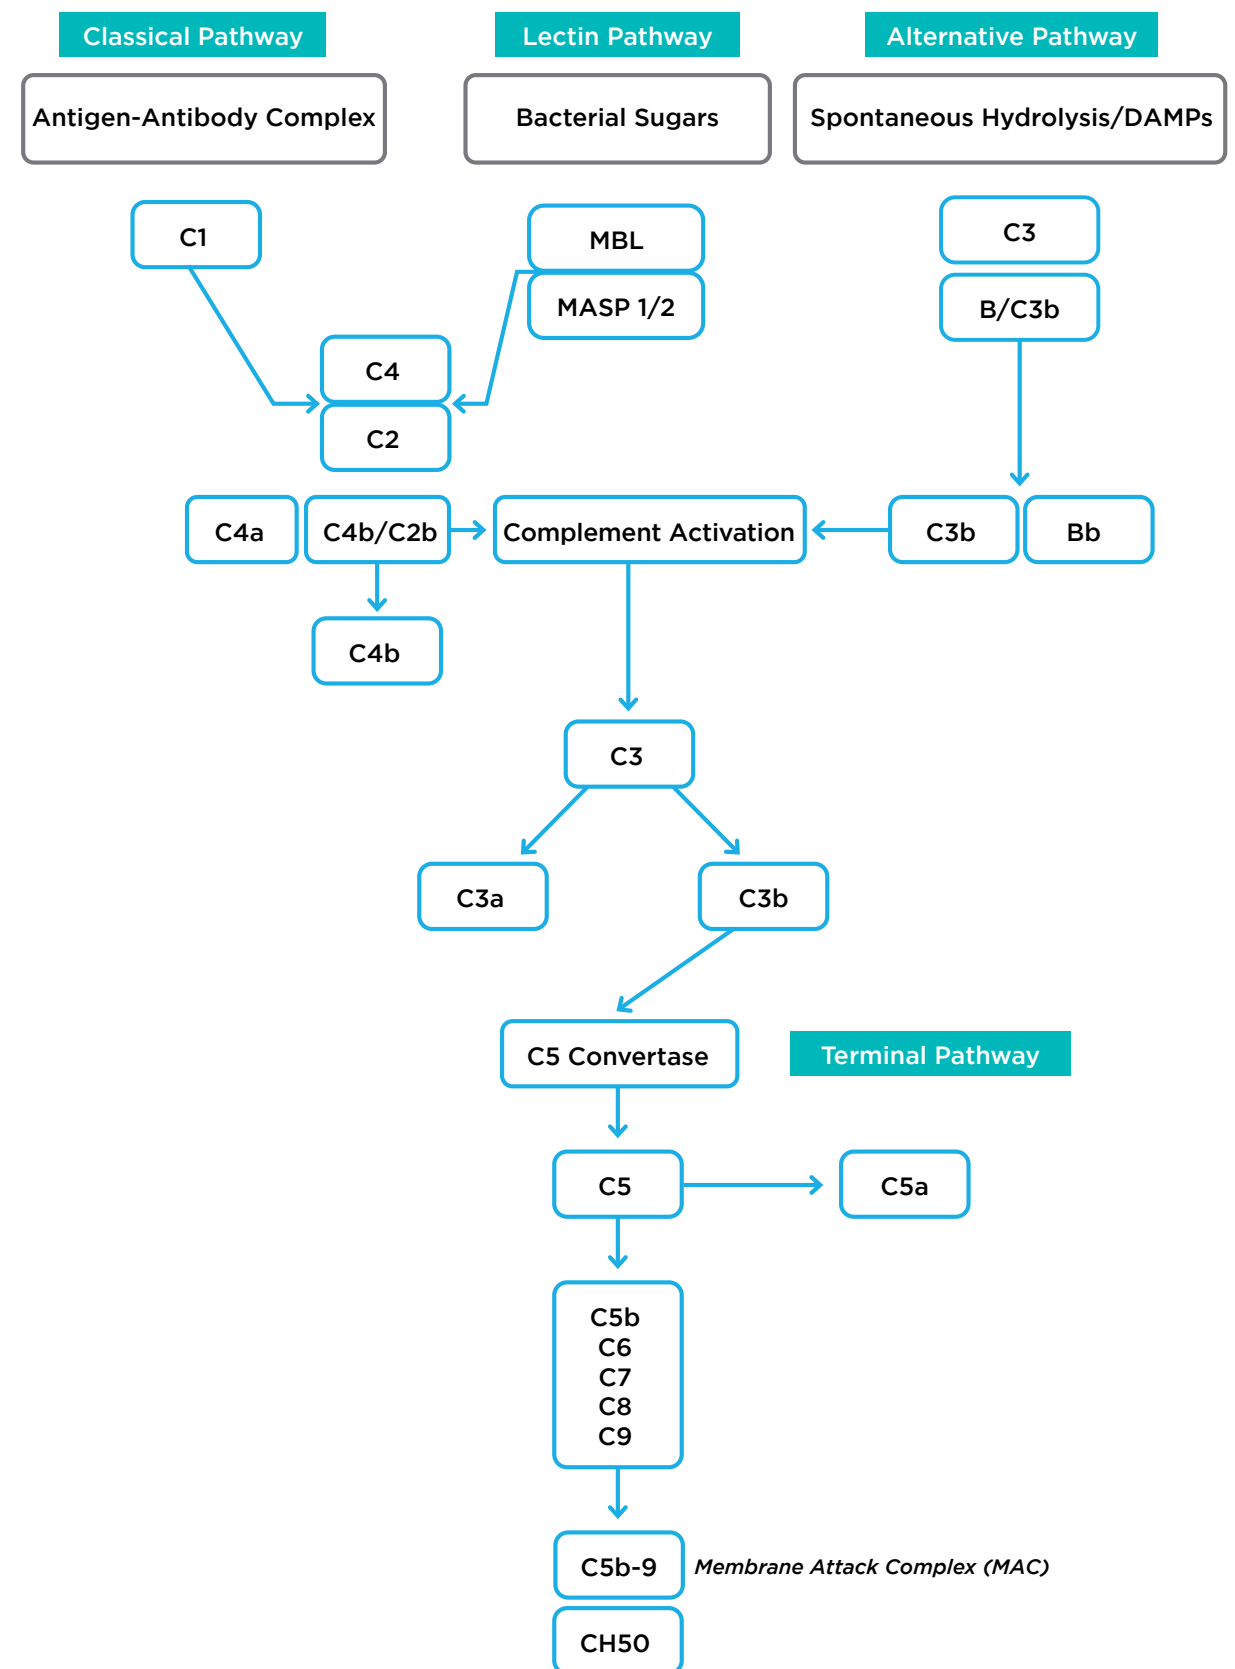 Classical Pathway
Lectin Pathway
Alternative Pathway
Antigen-Antibody Complex
Bacterial Sugars
Spontaneous Hydrolysis/DAMPs
C1
MBL
C3
MASP 1/2
B/C3b
C4
C2
C4a
C4b/C2b
Complement Activation
C3b
Bb
C4b
C3
C3a
C3b
C5 Convertase
Terminal Pathway
C5
C5a
C5b
C6
C7
C8
C9
C5b-9
Membrane Attack Complex (MAC)
CH50